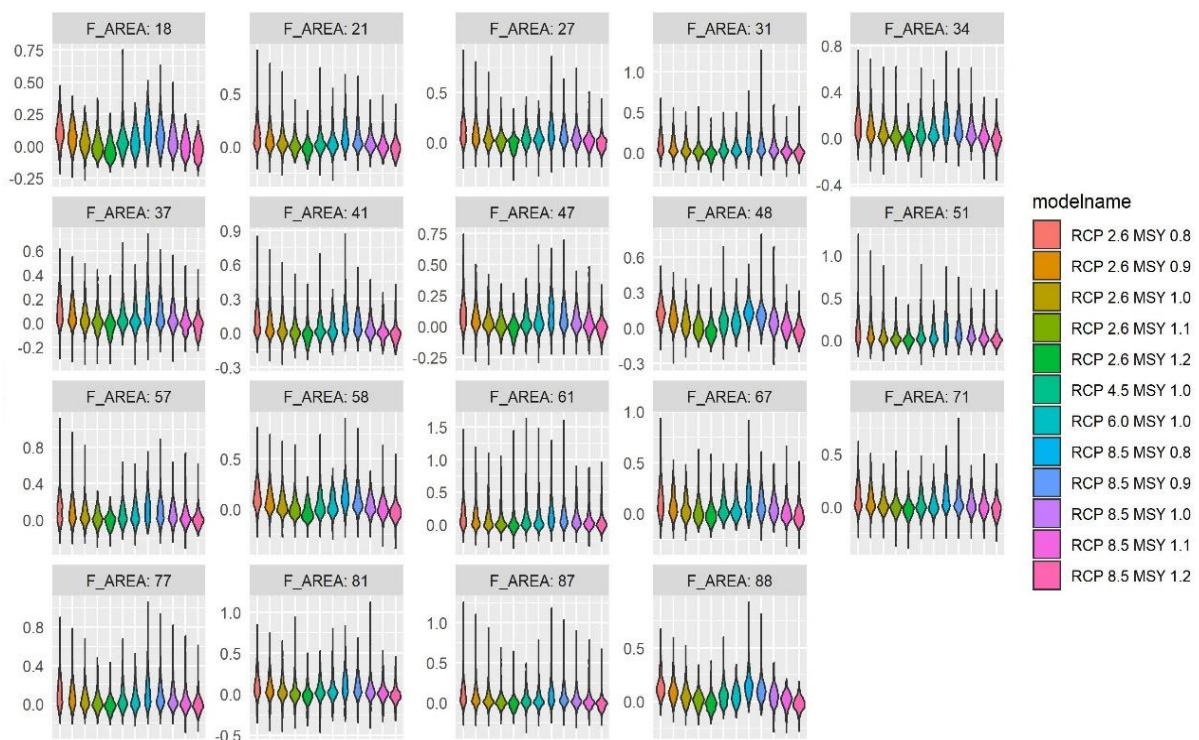 F_AREA: 18
F_AREA: 21
F_AREA: 27
F_AREA: 31
F_AREA: 34
0.75
0.50
0.25
0.00
-0.25
0.5
0.0
0.5
0.0
1.0
0.5
0.0
0.8
0.4
0.0
-0.4
F_AREA: 37
F_AREA: 41
F_AREA: 47
F_AREA: 48
F_AREA: 51
0.6
0.4
0.2
0.0
-0.2
0.9
0.6
0.3
0.0
-0.3
0.75
0.50
0.25
0.00
-0.25
0.6
0.3
0.0
-0.3
1.0
0.5
0.0
F_AREA: 57
F_AREA: 58
F_AREA: 61
F_AREA: 67
F_AREA: 71
0.8
0.4
0.0
0.5
0.0
1.5
1.0
0.5
0.0
1.0
0.5
0.0
0.5
0.0
F_AREA: 77
F_AREA: 81
F_AREA: 87
F_AREA: 88
0.8
0.4
0.0
1.0
0.5
0.0
-0.5
1.0
0.5
0.0
0.5
0.0
modelname
RCP 2.6 MSY 0.8
RCP 2.6 MSY 0.9
RCP 2.6 MSY 1.0
RCP 2.6 MSY 1.1
RCP 2.6 MSY 1.2
RCP 4.5 MSY 1.0
RCP 6.0 MSY 1.0
RCP 8.5 MSY 0.8
RCP 8.5 MSY 0.9
RCP 8.5 MSY 1.0
RCP 8.5 MSY 1.1
RCP 8.5 MSY 1.2